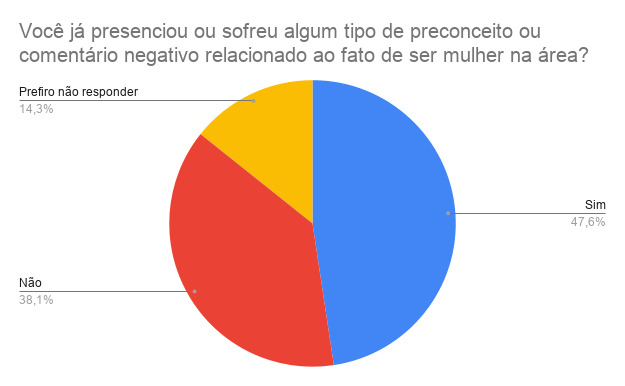 Você já presenciou ou sofreu algum tipo de preconceito ou
comentário negativo relacionado ao fato de ser mulher na área?
Prefiro não responder
14,3%
Sim
47,6%
Não
38,1%